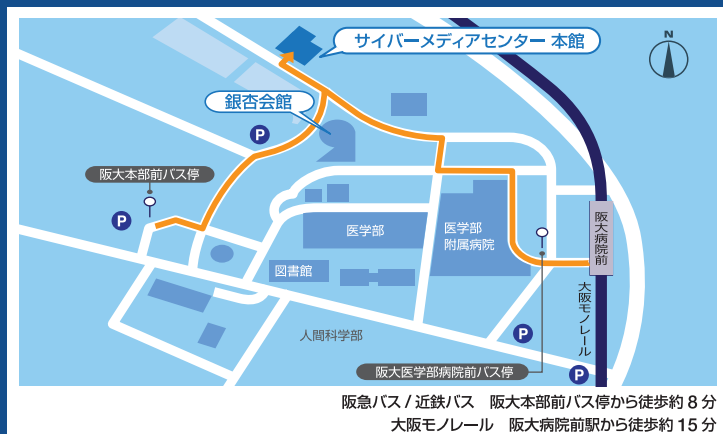 サイバーメディアセンター 本館
N
銀杏会館
P
阪大本部前バス停
P
医学部
医学部
附属病院
阪大病院前
図書館
大阪モノレール
人間科学部
P
阪大医学部病院前バス停
P
阪急バス / 近鉄バス　阪大本部前バス停から徒歩約 8 分
大阪モノレール　阪大病院前駅から徒歩約 15 分